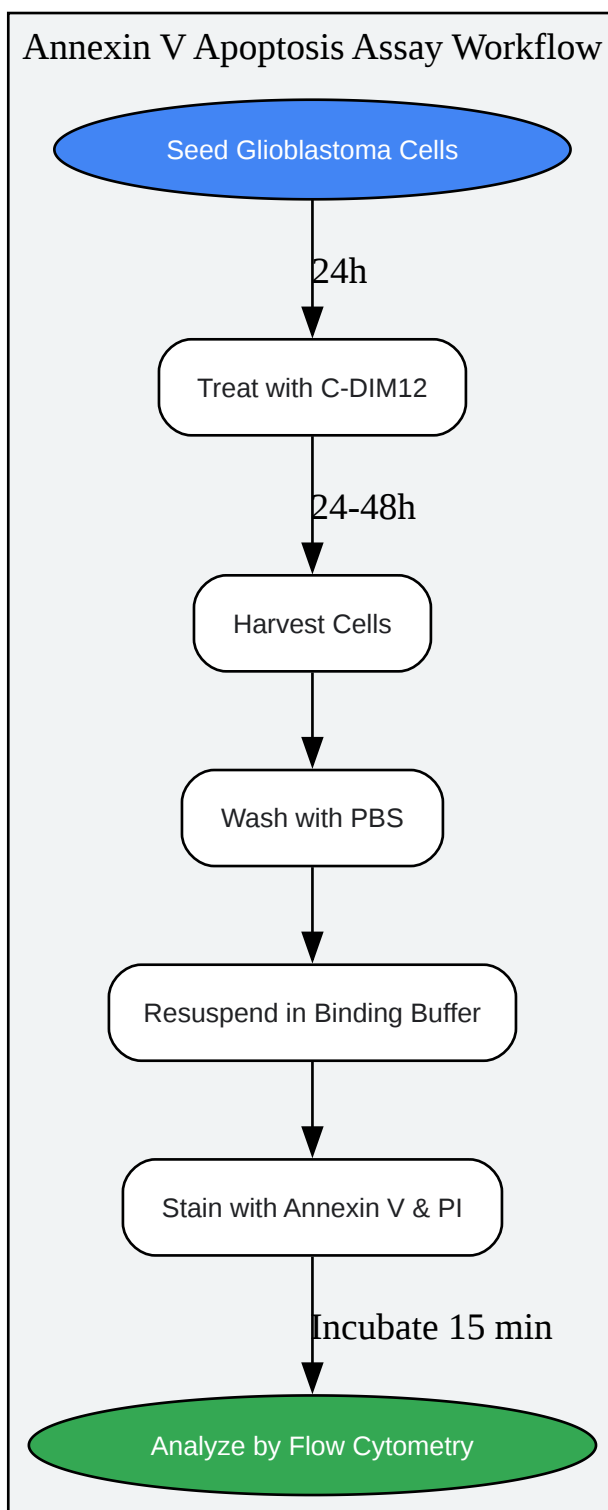 Annexin V Apoptosis Assay Workflow
Seed Glioblastoma Cells
24h
Treat with C-DIM12
24-48h
Harvest Cells
Wash with PBS
Resuspend in Binding Buffer
Stain with Annexin V & PI
Incubate 15 min
Analyze by Flow Cytometry